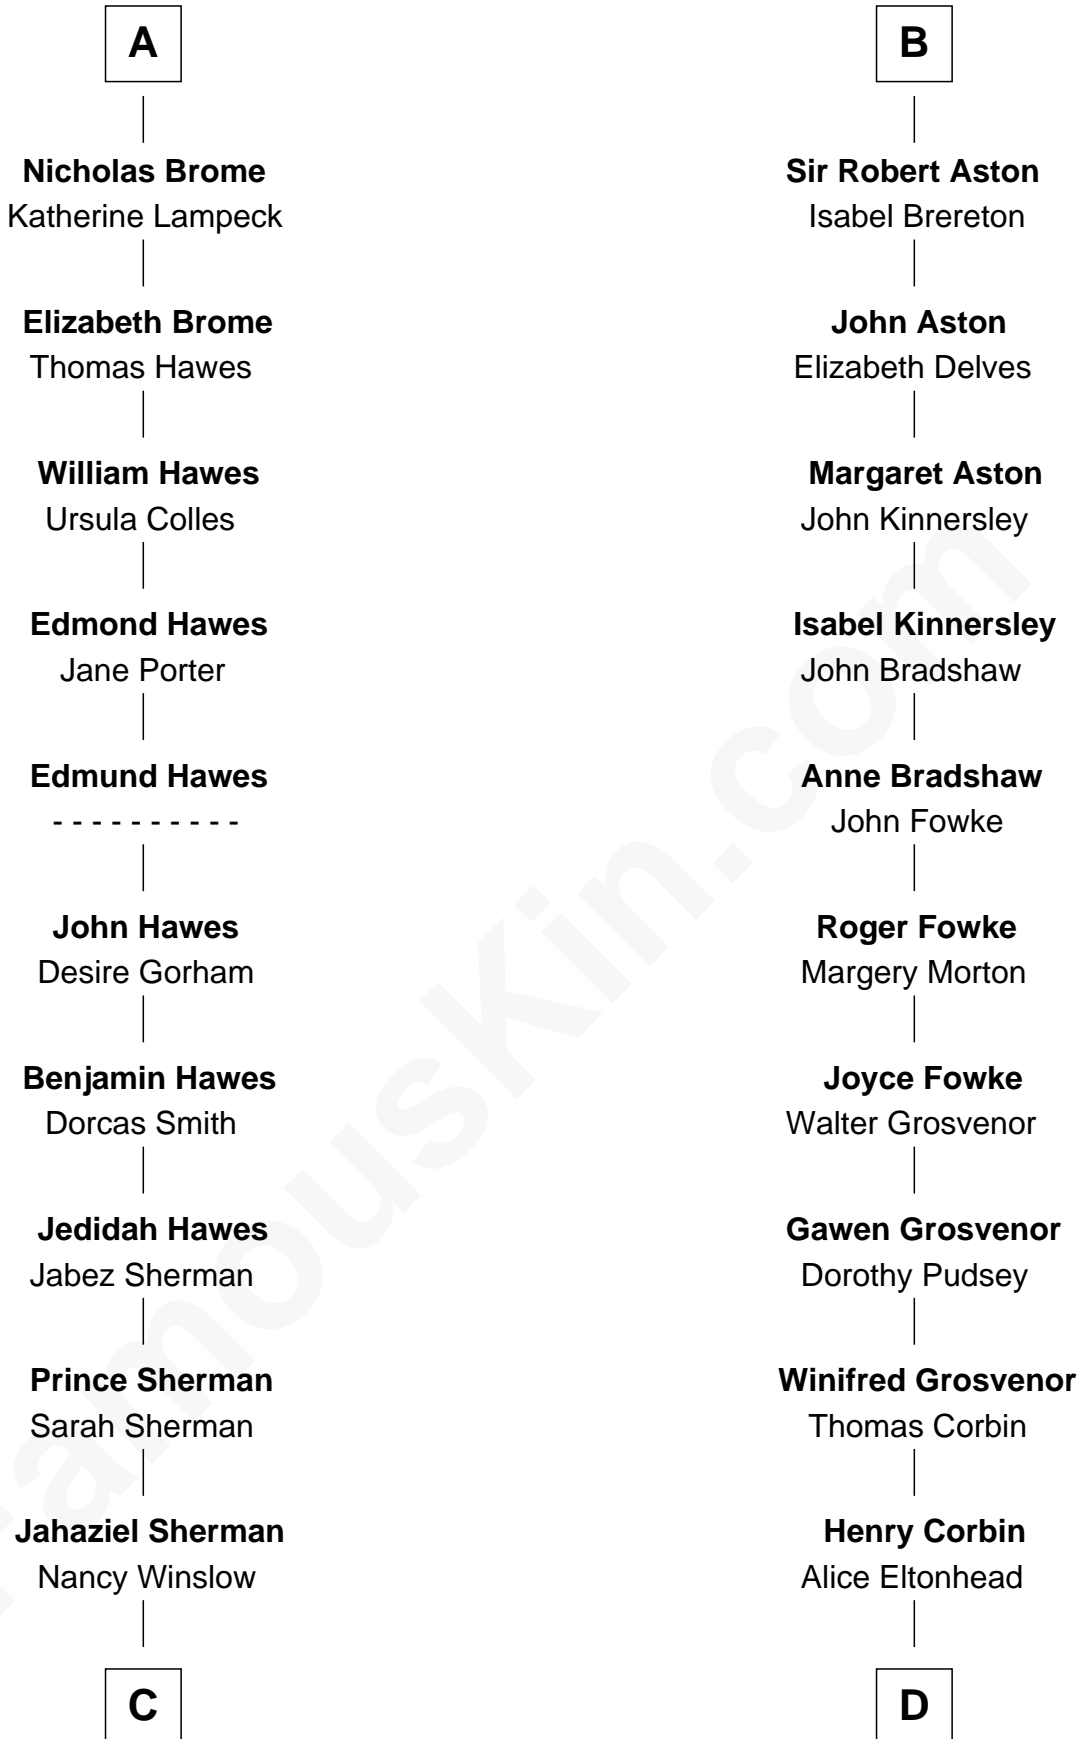 A
Nicholas Brome
Katherine Lampeck
Elizabeth Brome
Thomas Hawes
William Hawes
Ursula Colles
Edmond Hawes
Jane Porter
Edmund Hawes
- - - - - - - - - -
John Hawes
Desire Gorham
Benjamin Hawes
Dorcas Smith
Jedidah Hawes
Jabez Sherman
Prince Sherman
Sarah Sherman
Jahaziel Sherman
Nancy Winslow
C
B
Sir Robert Aston
Isabel Brereton
John Aston
Elizabeth Delves
Margaret Aston
John Kinnersley
Isabel Kinnersley
John Bradshaw
Anne Bradshaw
John Fowke
Roger Fowke
Margery Morton
Joyce Fowke
Walter Grosvenor
Gawen Grosvenor
Dorothy Pudsey
Winifred Grosvenor
Thomas Corbin
Henry Corbin
Alice Eltonhead
D
FamousKin.com